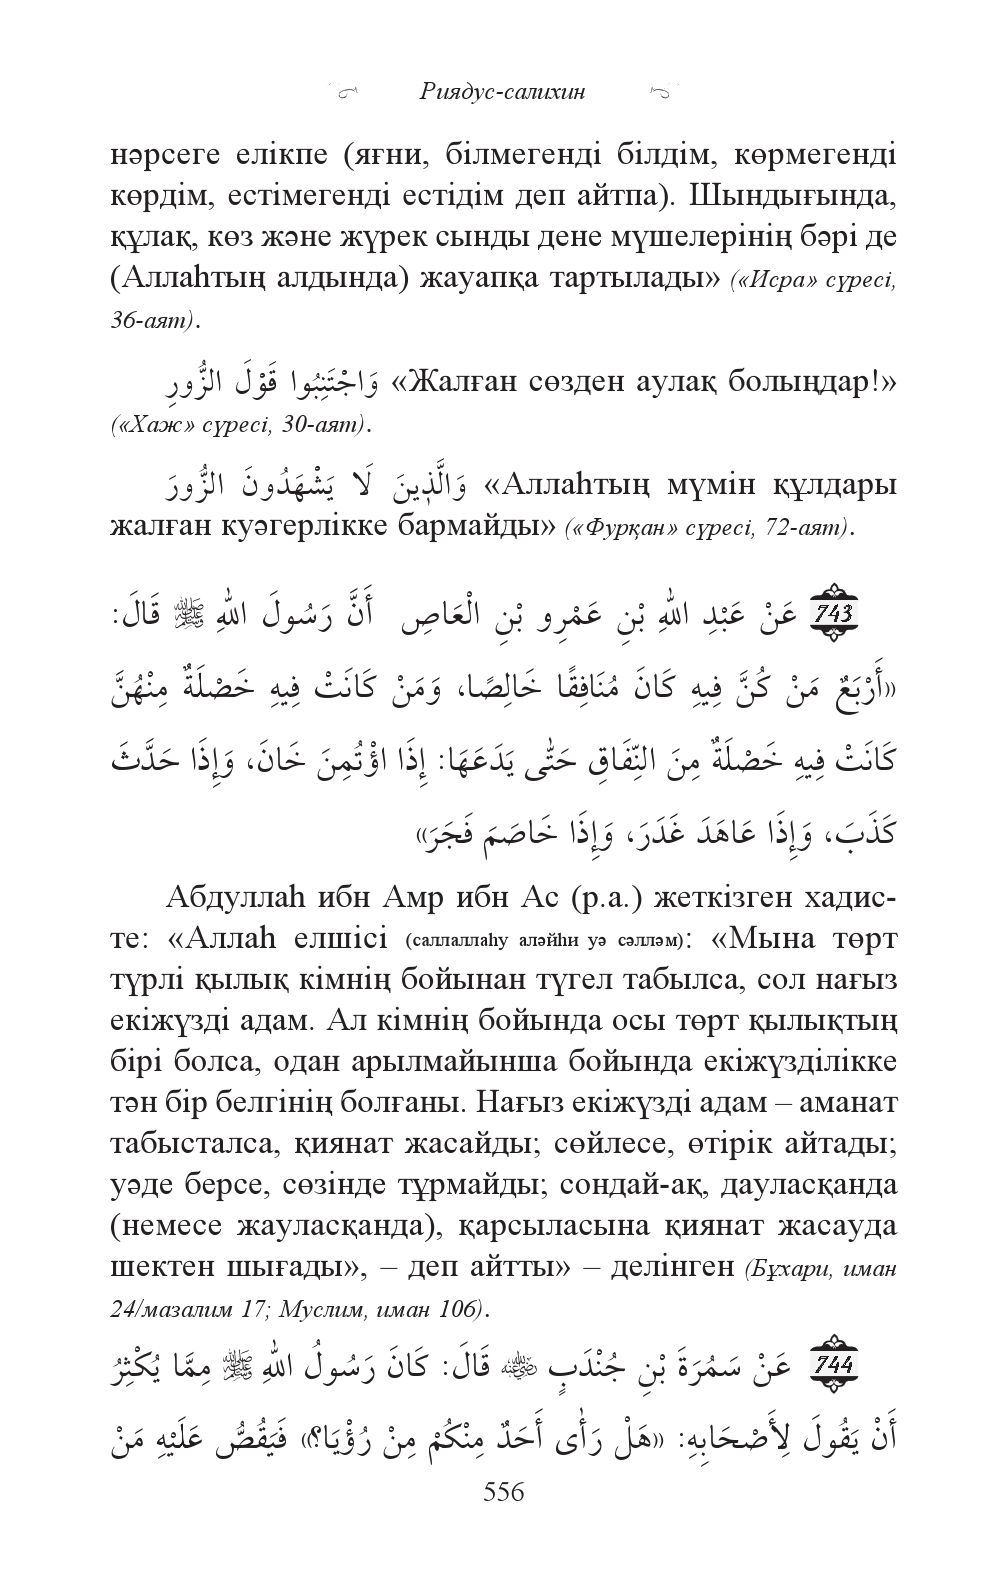 Риядус-салихин
нәрсеге елікпе (яғни, білмегенді білдім, көрмегенді
көрдім, естімегенді естідім деп айтпа). Шындығында,
құлақ, көз және жүрек сынды дене мүшелерінің бәрі де
(Аллаһтың алдында) жауапқа тартылады» («Исра» сүресі,
36-аят).
وَاجْتَنِبُوا قَوْلَ الزُّورِ «Жалған сөзден аулақ болыңдар!»
(«Хаж» сүресі, 30-аят).
وَالَّذِينَ لَا يَشْهَدُونَ الزُّورَ «Аллаһтың мүмін құлдары
жалған куәгерлікке бармайды» («Фурқан» сүресі, 72-аят).
743 عَنْ عَبْدِ اللهِ بْنِ عَمْرِو بْنِ الْعَاصِ أَنَّ رَسُولَ اللهِ ﷺ قَالَ:
«أَرْبَعٌ مَنْ كُنَّ فِيهِ كَانَ مُنَافِقًا خَالِصًا، وَمَنْ كَانَتْ فِيهِ خَصْلَةٌ مِنْهُنَّ
كَانَتْ فِيهِ خَصْلَةٌ مِنَ النِّفَاقِ حَتَّى يَدَعَهَا: إِذَا اؤْتُمِنَ خَانَ، وَإِذَا حَدَّثَ
كَذَبَ، وَإِذَا عَاهَدَ غَدَرَ، وَإِذَا خَاصَمَ فَجَرَ»
Абдуллаһ ибн Амр ибн Ас (р.а.) жеткізген хадис-
те: «Аллаһ елшісі (саллаллаһу аләйһи уә сәлләм): «Мына төрт
түрлі қылық кімнің бойынан түгел табылса, сол нағыз
екіжүзді адам. Ал кімнің бойында осы төрт қылықтың
бірі болса, одан арылмайынша бойында екіжүзділікке
тән бір белгінің болғаны. Нағыз екіжүзді адам – аманат
табысталса, қиянат жасайды; сөйлесе, өтірік айтады;
уәде берсе, сөзінде тұрмайды; сондай-ақ, дауласқанда
(немесе жауласқанда), қарсыласына қиянат жасауда
шектен шығады», – деп айтты» – делінген (Бұхари, иман
24/мазалим 17; Муслим, иман 106).
744 عَنْ سَمُرَةَ بْنِ جُنْدَبٍ ﵁ قَالَ: كَانَ رَسُولُ اللهِ ﷺ مِمَّا يُكْثِرُ
أَنْ يَقُولَ لِأَصْحَابِهِ: «هَلْ رَأَى أَحَدٌ مِنْكُمْ مِنْ رُؤْيَا؟» فَيَقُصُّ عَلَيْهِ مَنْ
556